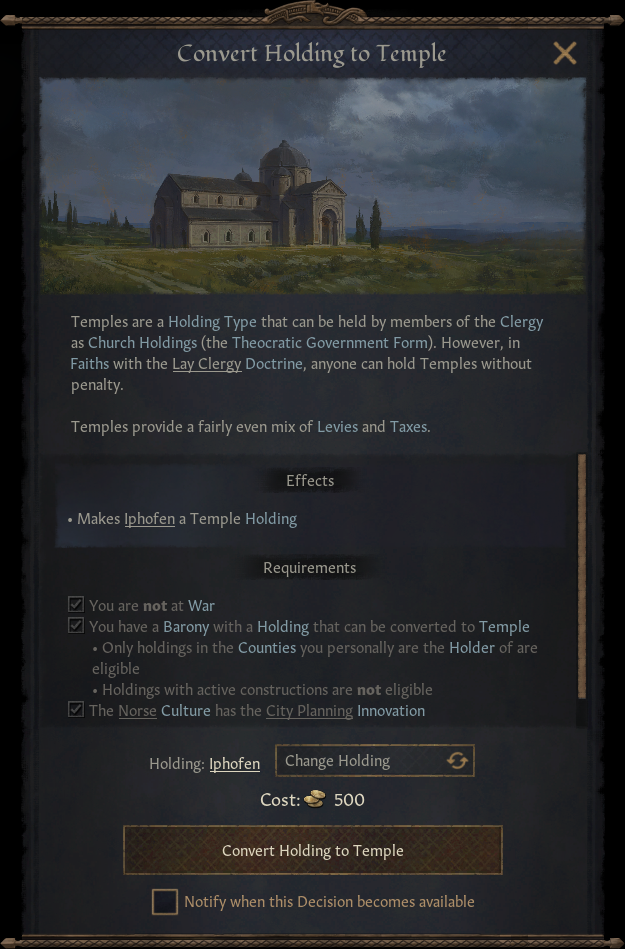 Convert Holding to Temple
Temples are a Holding Type that can be held by members of the Clergy
as Church Holdings (the Theocratic Government Form). However, in
Faiths with the Lay Clergy Doctrine, anyone can hold Temples without
penalty.
Temples provide a fairly even mix of Levies and Taxes.
Effects
• Makes Iphofen a Temple Holding
Requirements
You are not at War
You have a Barony with a Holding that can be converted to Temple
• Only holdings in the Counties you personally are the Holder of are
eligible
• Holdings with active constructions are not eligible
The Norse Culture has the City Planning Innovation
Holding: Iphofen Change Holding
Cost: 500
Convert Holding to Temple
Notify when this Decision becomes available